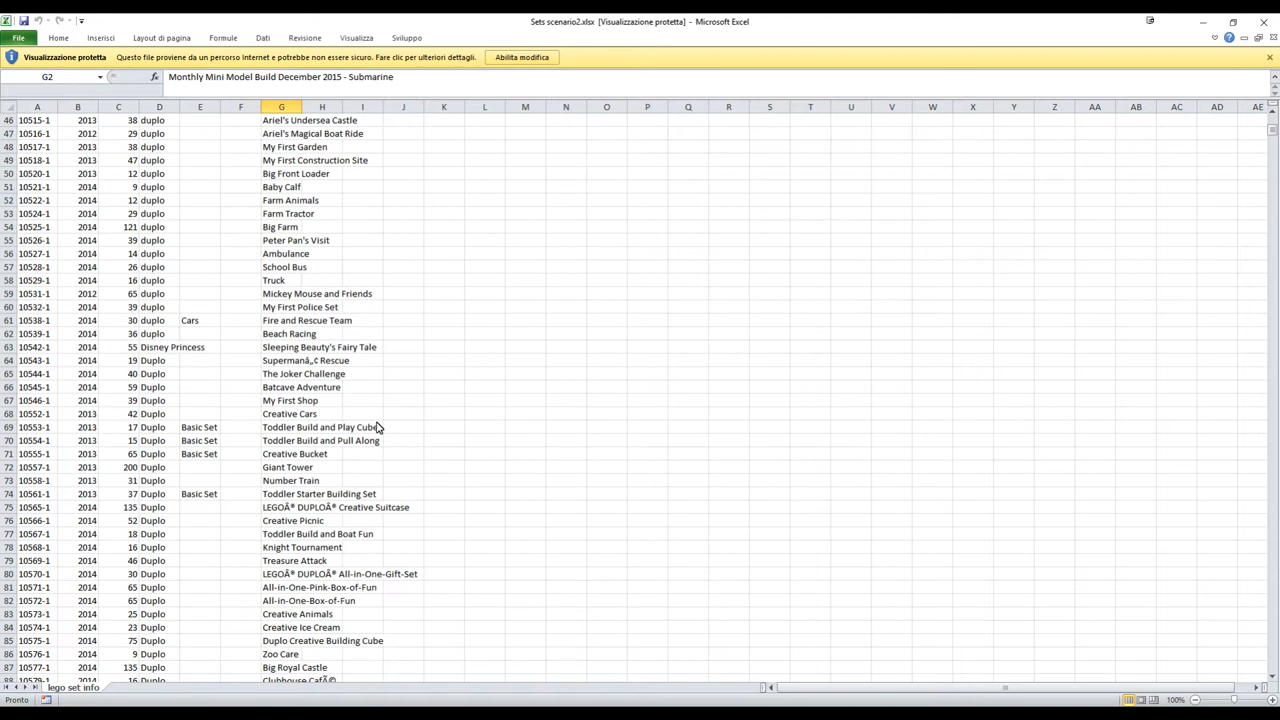 Sets scenario2.xlsx [Visualizzazione protetta] - Microsoft Excel
File Home Inserisci Layout di pagina Formule Dati Revisione Visualizza Sviluppo
Visualizzazione protetta Questo file proviene da un percorso Internet e potrebbe non essere sicuro. Fare clic per ulteriori dettagli. Abilita modifica
G2 fx Monthly Mini Model Build December 2015 - Submarine
A B C D E F G H I J K L M N O P Q R S T U V W X Y Z AA AB AC AD AE
46 10515-1 2013 38 duplo Ariel's Undersea Castle
47 10516-1 2012 29 duplo Ariel's Magical Boat Ride
48 10517-1 2013 38 duplo My First Garden
49 10518-1 2013 47 duplo My First Construction Site
50 10520-1 2013 12 duplo Big Front Loader
51 10521-1 2014 9 duplo Baby Calf
52 10522-1 2014 12 duplo Farm Animals
53 10524-1 2014 29 duplo Farm Tractor
54 10525-1 2014 121 duplo Big Farm
55 10526-1 2014 39 duplo Peter Pan's Visit
56 10527-1 2014 14 duplo Ambulance
57 10528-1 2014 26 duplo School Bus
58 10529-1 2014 16 duplo Truck
59 10531-1 2012 65 duplo Mickey Mouse and Friends
60 10532-1 2014 39 duplo My First Police Set
61 10538-1 2014 30 duplo Cars Fire and Rescue Team
62 10539-1 2014 36 duplo Beach Racing
63 10542-1 2014 55 Disney Princess Sleeping Beauty's Fairy Tale
64 10543-1 2014 19 Duplo Supermanâ„¢ Rescue
65 10544-1 2014 40 Duplo The Joker Challenge
66 10545-1 2014 59 Duplo Batcave Adventure
67 10546-1 2014 39 Duplo My First Shop
68 10552-1 2013 42 Duplo Creative Cars
69 10553-1 2013 17 Duplo Basic Set Toddler Build and Play Cube
70 10554-1 2013 15 Duplo Basic Set Toddler Build and Pull Along
71 10555-1 2013 65 Duplo Basic Set Creative Bucket
72 10557-1 2013 200 Duplo Giant Tower
73 10558-1 2013 31 Duplo Number Train
74 10561-1 2013 37 Duplo Basic Set Toddler Starter Building Set
75 10565-1 2014 135 Duplo LEGOÂ® DUPLOÂ® Creative Suitcase
76 10566-1 2014 52 Duplo Creative Picnic
77 10567-1 2014 18 Duplo Toddler Build and Boat Fun
78 10568-1 2014 16 Duplo Knight Tournament
79 10569-1 2014 46 Duplo Treasure Attack
80 10570-1 2014 30 Duplo LEGOÂ® DUPLOÂ® All-in-One-Gift-Set
81 10571-1 2014 65 Duplo All-in-One-Pink-Box-of-Fun
82 10572-1 2014 65 Duplo All-in-One-Box-of-Fun
83 10573-1 2014 25 Duplo Creative Animals
84 10574-1 2014 23 Duplo Creative Ice Cream
85 10575-1 2014 75 Duplo Duplo Creative Building Cube
86 10576-1 2014 9 Duplo Zoo Care
87 10577-1 2014 135 Duplo Big Royal Castle
88 10579-1 2014 16 Duplo Clubhouse CafÃ©
lego set info
Pronto 100%